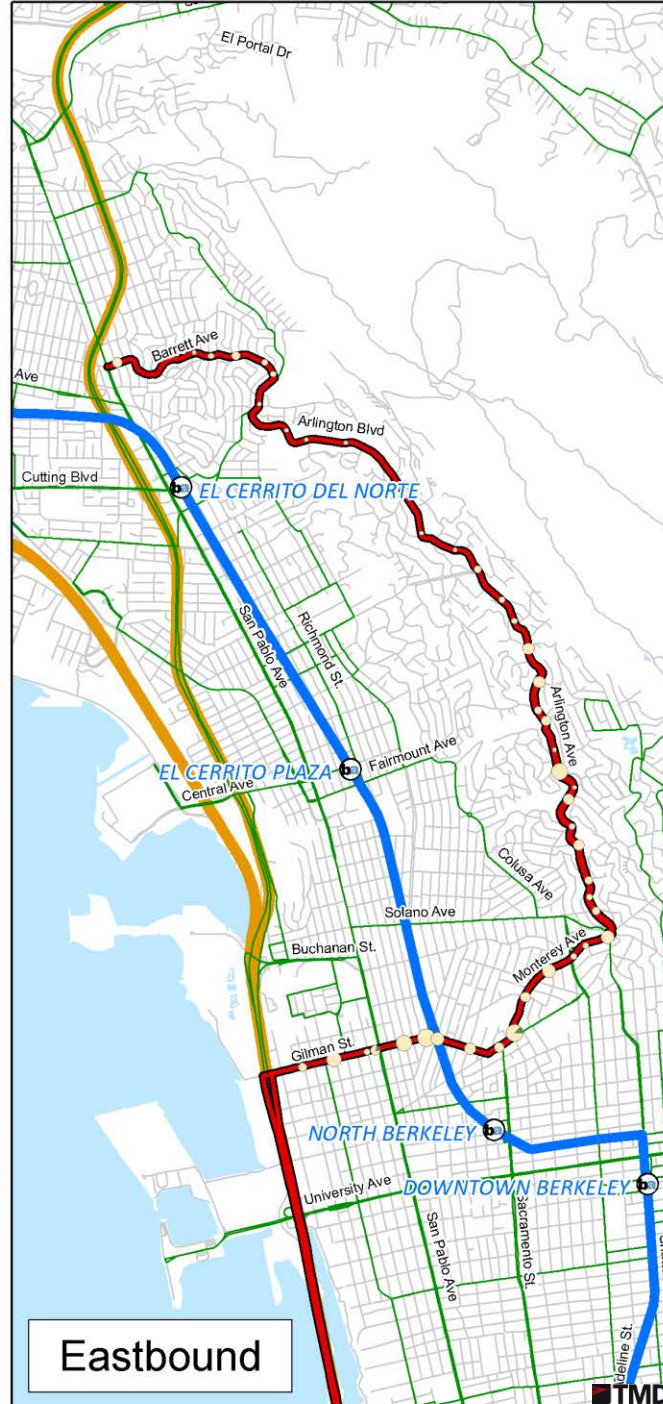 El Portal Dr
Barrett Ave
Ave
Arlington Blvd
Cutting Blvd
EL CERRITO DEL NORTE
San Pablo Ave
Richmond St.
Arlington Ave
Fairmount Ave
EL CERRITO PLAZA
Central Ave
Colusa Ave
Solano Ave
Buchanan St.
Monterey Ave
Gilman St.
NORTH BERKELEY
DOWNTOWN BERKELEY
University Ave
San Pablo Ave
Sacramento St.
Eastbound
TMD